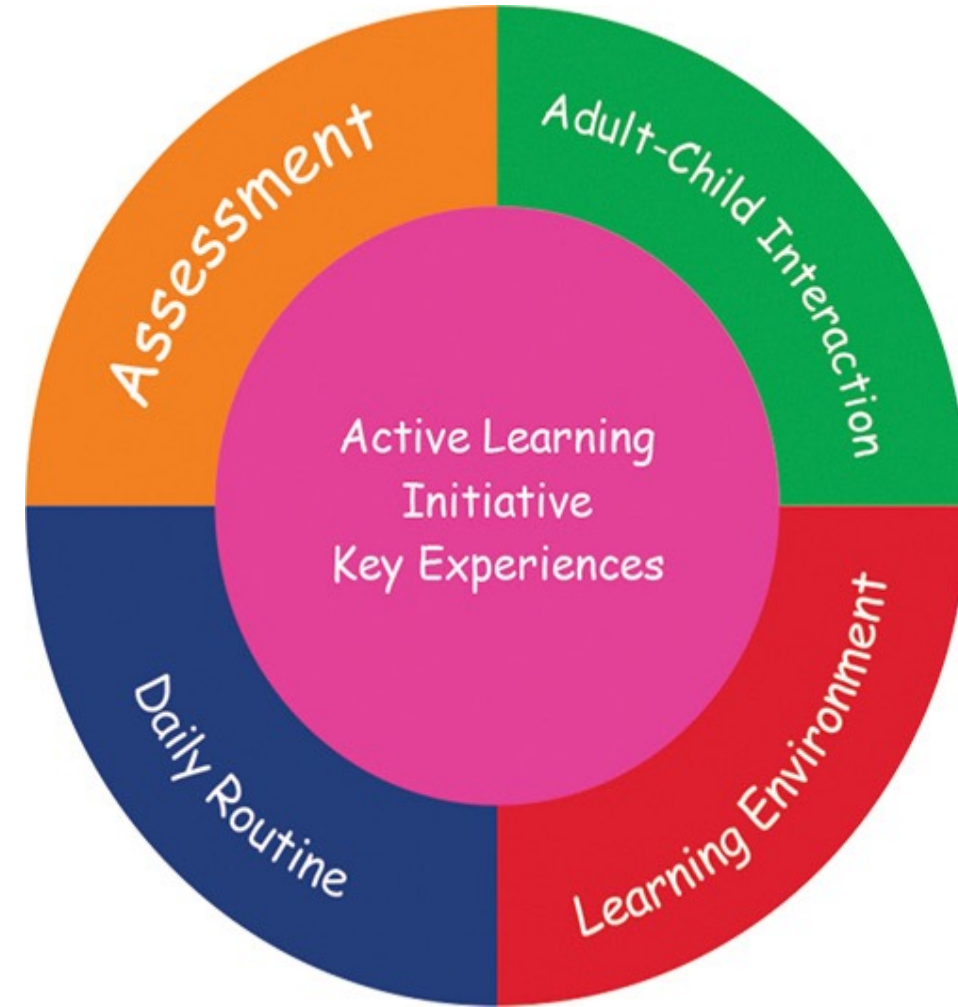 Assessment
Adult-Child Interaction
Active Learning
Initiative
Key Experiences
Daily Routine
Learning Environment